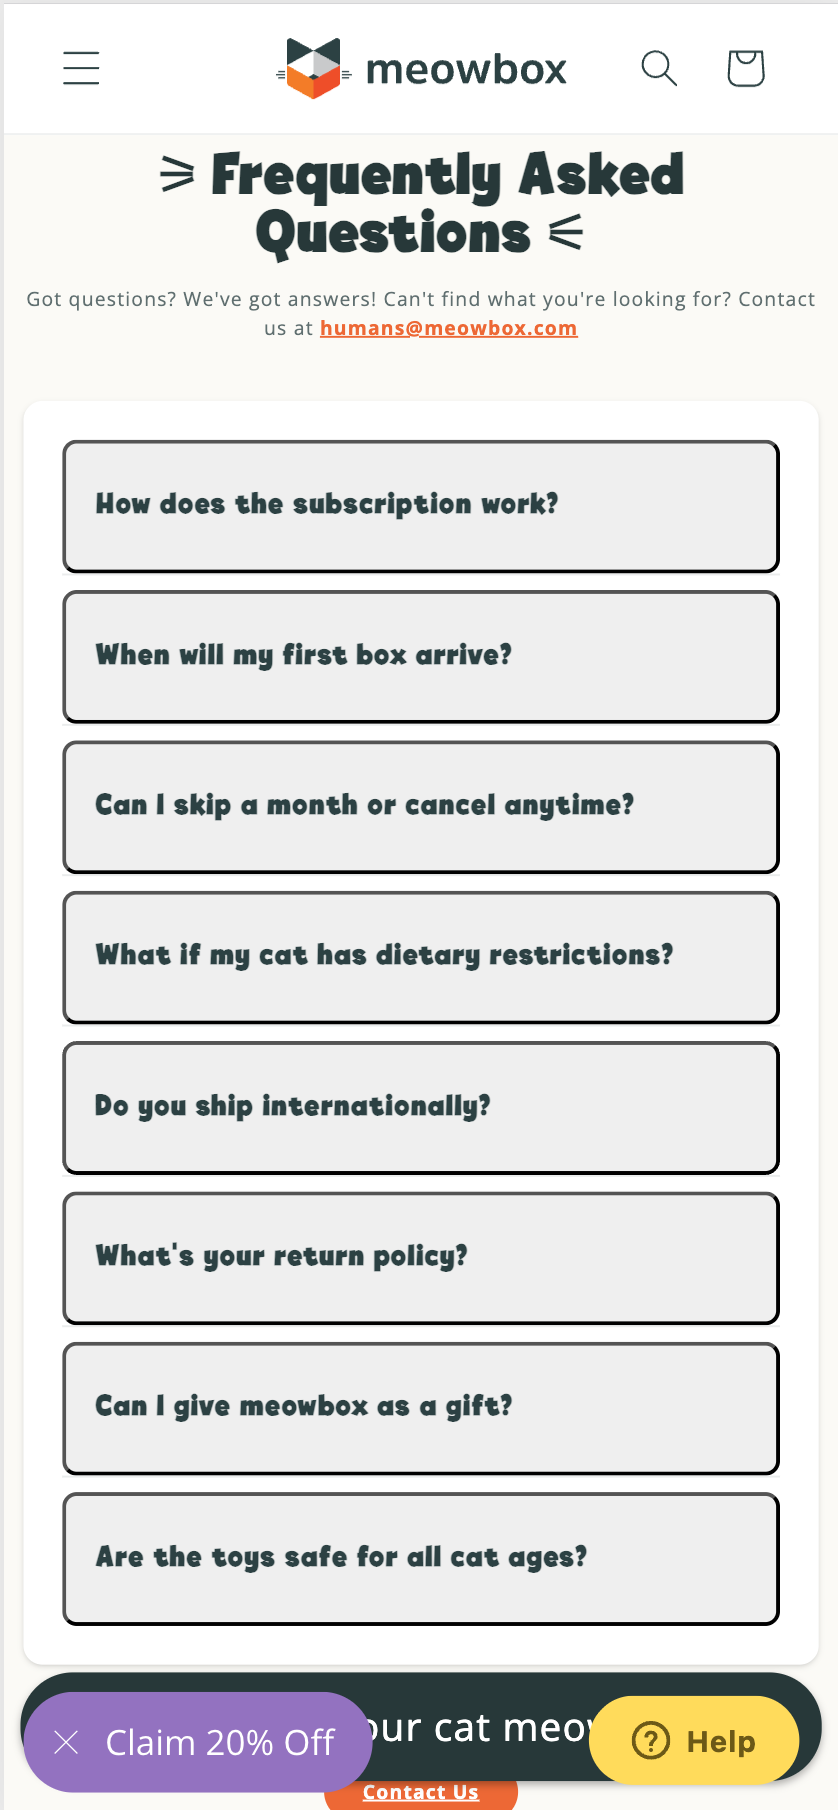 meowbox
Frequently Asked
Questions
Got questions? We've got answers! Can't find what you're looking for? Contact
us at humans@meowbox.com
How does the subscription work?
When will my first box arrive?
Can I skip a month or cancel anytime?
What if my cat has dietary restrictions?
Do you ship internationally?
What's your return policy?
Can I give meowbox as a gift?
Are the toys safe for all cat ages?
Claim 20% Off
cat
Help
Contact Us